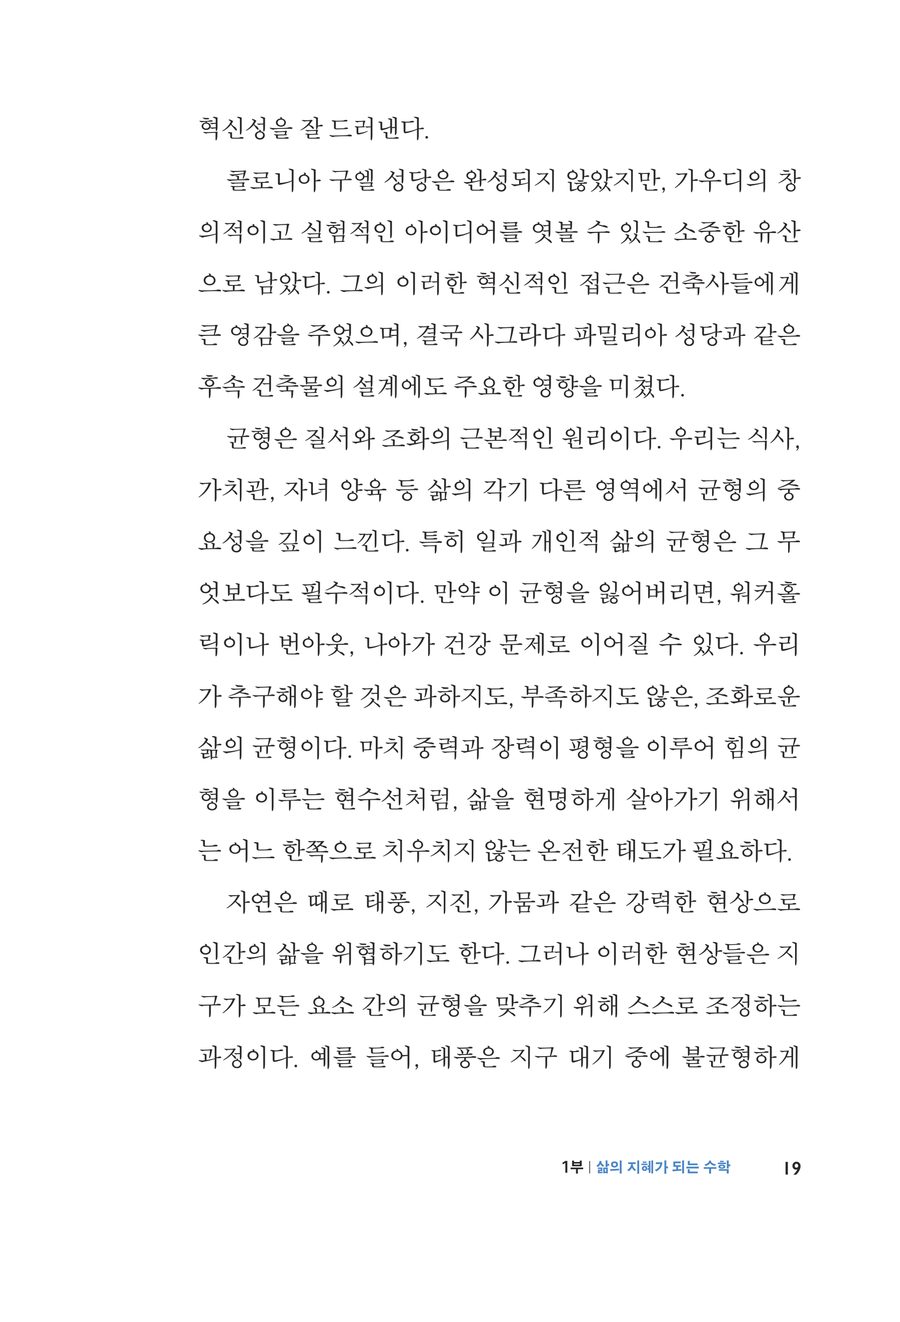 혁신성을 잘 드러낸다.
콜로니아 구엘 성당은 완성되지 않았지만, 가우디의 창
의적이고 실험적인 아이디어를 엿볼 수 있는 소중한 유산
으로 남았다. 그의 이러한 혁신적인 접근은 건축사들에게
큰 영감을 주었으며, 결국 사그라다 파밀리아 성당과 같은
후속 건축물의 설계에도 주요한 영향을 미쳤다.
균형은 질서와 조화의 근본적인 원리이다. 우리는 식사,
가치관, 자녀 양육 등 삶의 각기 다른 영역에서 균형의 중
요성을 깊이 느낀다. 특히 일과 개인적 삶의 균형은 그 무
엇보다도 필수적이다. 만약 이 균형을 잃어버리면, 워커홀
릭이나 번아웃, 나아가 건강 문제로 이어질 수 있다. 우리
가 추구해야 할 것은 과하지도, 부족하지도 않은, 조화로운
삶의 균형이다. 마치 중력과 장력이 평형을 이루어 힘의 균
형을 이루는 현수선처럼, 삶을 현명하게 살아가기 위해서
는 어느 한쪽으로 치우치지 않는 온전한 태도가 필요하다.
자연은 때로 태풍, 지진, 가뭄과 같은 강력한 현상으로
인간의 삶을 위협하기도 한다. 그러나 이러한 현상들은 지
구가 모든 요소 간의 균형을 맞추기 위해 스스로 조정하는
과정이다. 예를 들어, 태풍은 지구 대기 중에 불균형하게
1부 | 삶의 지혜가 되는 수학 19